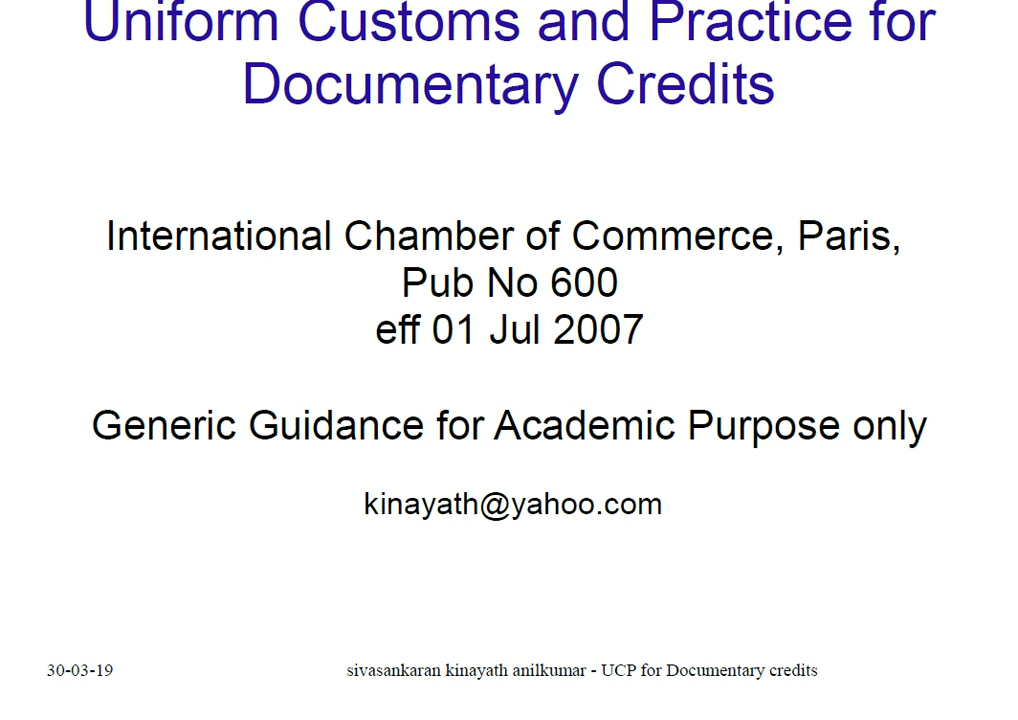 Uniform Customs and Practice for
Documentary Credits
International Chamber of Commerce, Paris,
Pub No 600
eff 01 Jul 2007
Generic Guidance for Academic Purpose only
kinayath@yahoo.com
30-03-19 sivasankaran kinayath anilkumar - UCP for Documentary credits